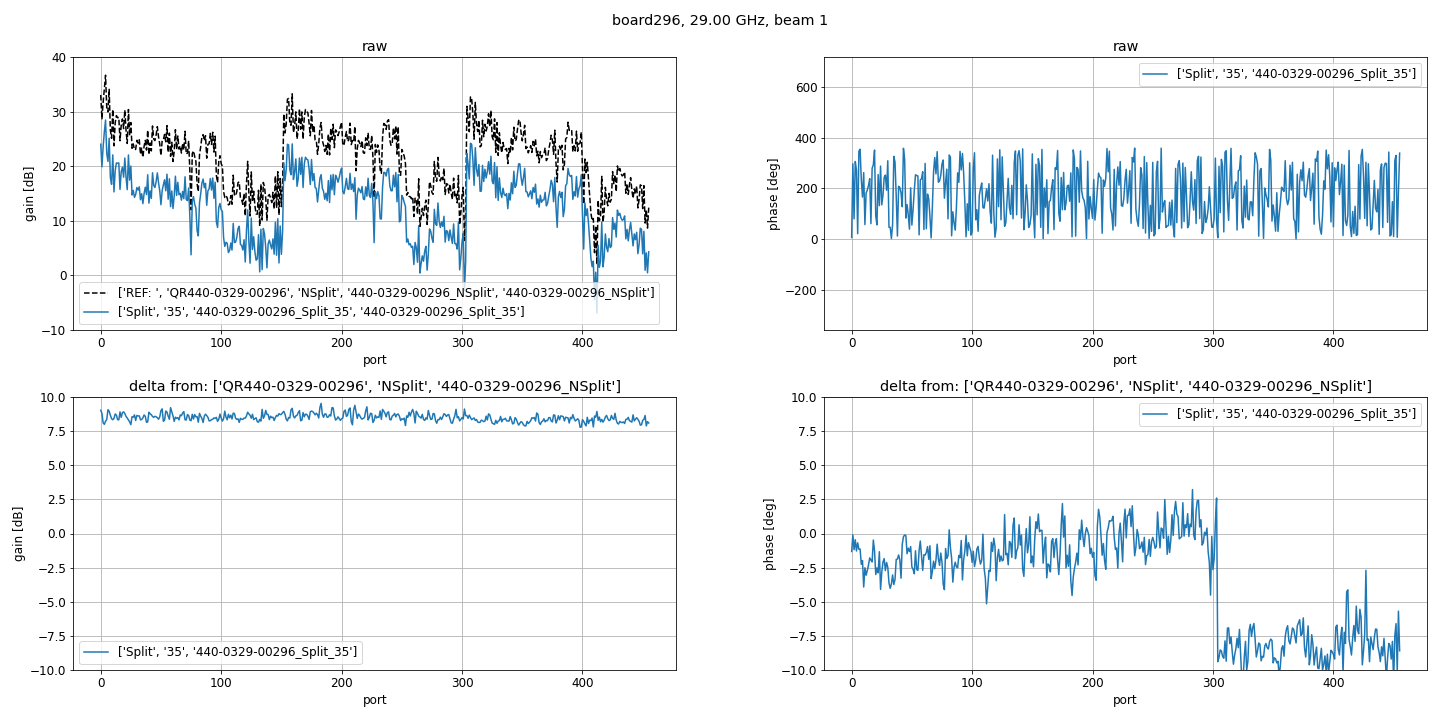 board296, 29.00 GHz, beam 1
raw
40
30
20
10
0
−10
gain [dB]
['REF: ', 'QR440-0329-00296', 'NSplit', '440-0329-00296_NSplit', '440-0329-00296_NSplit']
['Split', '35', '440-0329-00296_Split_35', '440-0329-00296_Split_35']
0 100 200 300 400
port
raw
600
400
200
0
−200
phase [deg]
['Split', '35', '440-0329-00296_Split_35']
0 100 200 300 400
port
delta from: ['QR440-0329-00296', 'NSplit', '440-0329-00296_NSplit']
10.0
7.5
5.0
2.5
0.0
−2.5
−5.0
−7.5
−10.0
gain [dB]
['Split', '35', '440-0329-00296_Split_35']
0 100 200 300 400
port
delta from: ['QR440-0329-00296', 'NSplit', '440-0329-00296_NSplit']
10.0
7.5
5.0
2.5
0.0
−2.5
−5.0
−7.5
−10.0
phase [deg]
['Split', '35', '440-0329-00296_Split_35']
0 100 200 300 400
port